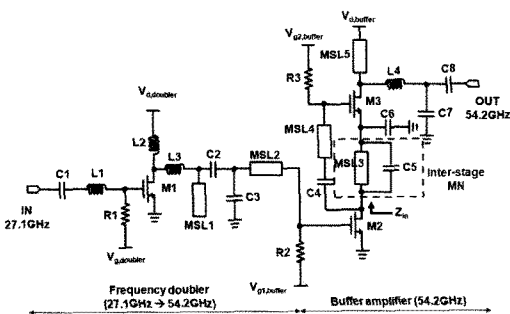 Vd,buffer
Vg2,buffer
MSL5
L4
C8
R3
M3
C7
OUT
54.2GHz
Vd,doubler
C6
MSL4
L2
MSL3
C5
Inter-stage
MN
L3
C2
MSL2
C1
L1
M1
C4
Zin
IN
27.1GHz
R1
MSL1
C3
M2
R2
Vg,doubler
Vg1,buffer
Frequency doubler
(27.1GHz → 54.2GHz)
Buffer amplifier (54.2GHz)